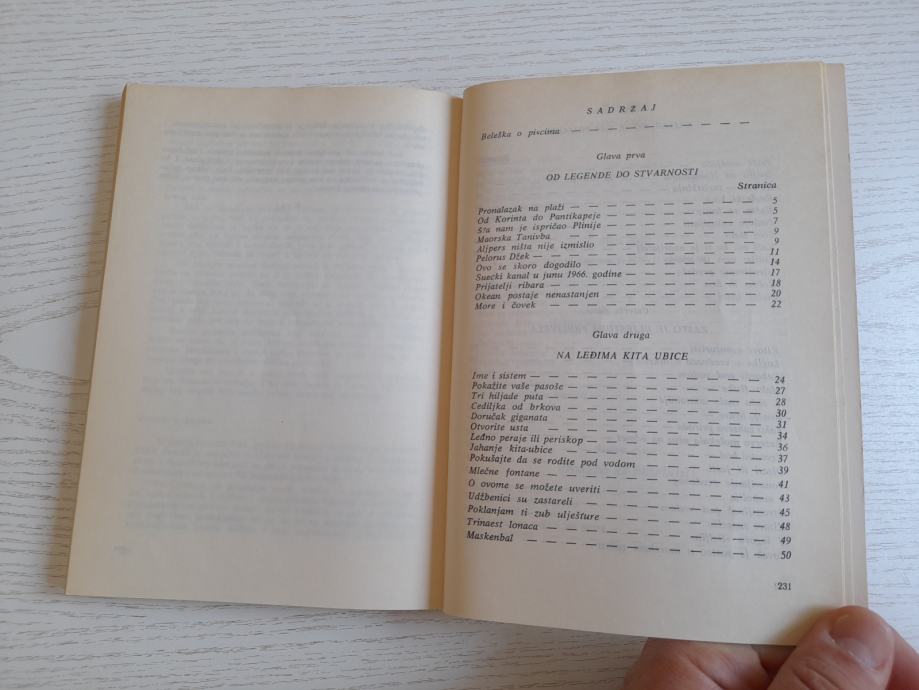 SADRŽAJ
Beleška o piscima — — — — — — — — — — —
Glava prva
OD LEGENDE DO STVARNOSTI
Stranica
Pronalazak na plaži — — — — — — — — — 5
Od Korinta do Pantikapeje — — — — — — — 5
Šta nam je ispričao Plinije — — — — — — — 7
Maorska Tanivba — — — — — — — — — 9
Aljpers ništa nije izmislio — — — — — — — 9
Pelorus Džek — — — — — — — — — — 11
Ovo se skoro dogodilo — — — — — — — — 14
Suecki kanal u junu 1966. godine — — — — — — 17
Prijatelji ribara — — — — — — — — — 18
Okean postaje nenastanjen — — — — — — — 20
More i čovek — — — — — — — — — — 22
Glava druga
NA LEĐIMA KITA UBICE
Ime i sistem — — — — — — — — — — 24
Pokažite vaše pasoše — — — — — — — — — 27
Tri hiljade puta — — — — — — — — — 28
Cediljka od brkova — — — — — — — — — 30
Doručak giganata — — — — — — — — — 31
Otvorite usta — — — — — — — — — — 34
Leđno peraje ili periskop — — — — — — — — 36
Jahanje kita-ubice — — — — — — — — — 37
Pokušajte da se rodite pod vodom — — — — — — 39
Mlečne fontane — — — — — — — — — — 41
O ovome se možete uveriti — — — — — — — 43
Udžbenici su zastareli — — — — — — — — 45
Poklanjam ti zub ulješture — — — — — — — 48
Trinaest lonaca — — — — — — — — — — 49
Maskenbal — — — — — — — — — — — 50
231